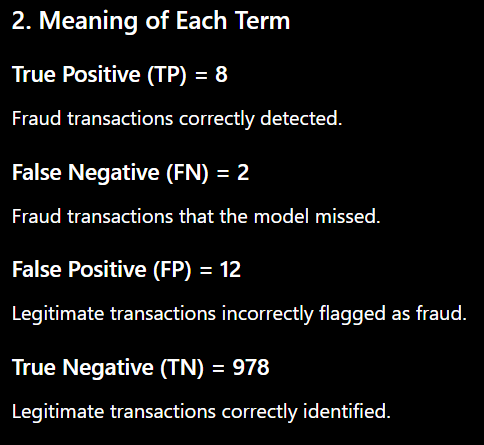 2. Meaning of Each Term
True Positive (TP) = 8
Fraud transactions correctly detected.
False Negative (FN) = 2
Fraud transactions that the model missed.
False Positive (FP) = 12
Legitimate transactions incorrectly flagged as fraud.
True Negative (TN) = 978
Legitimate transactions correctly identified.